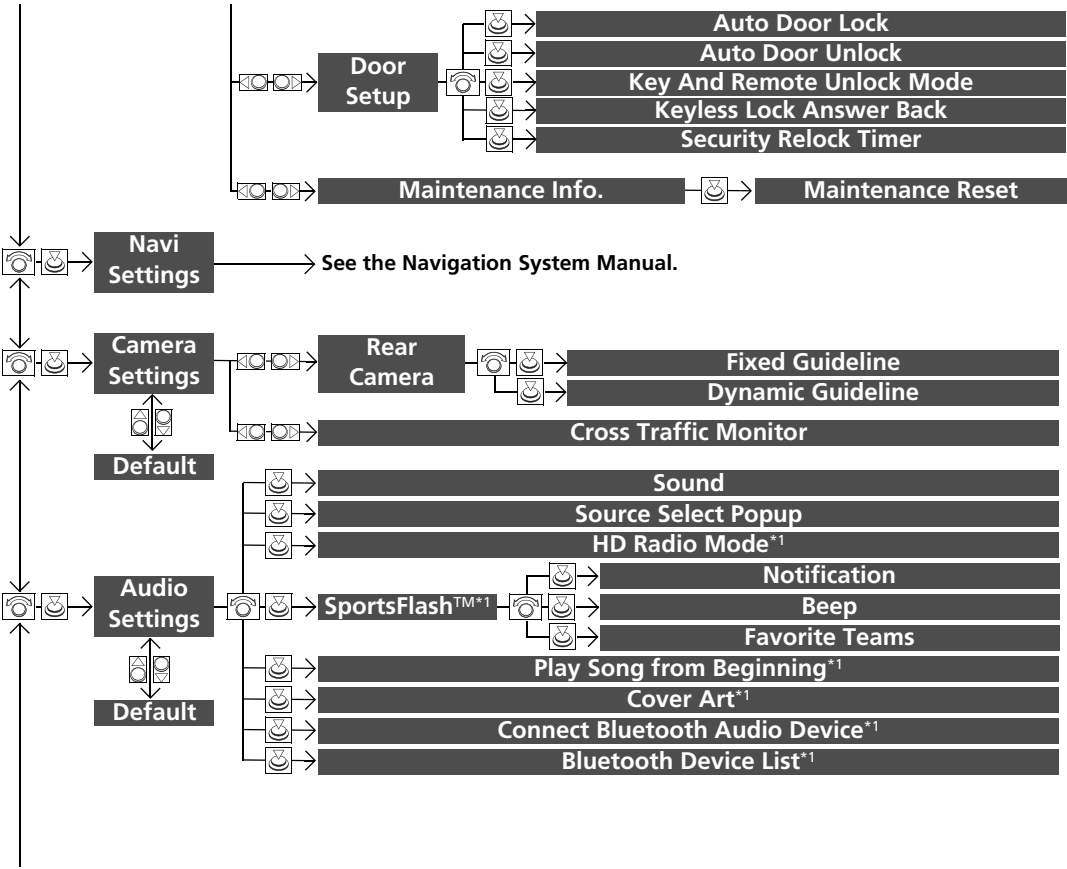 Door
Setup
Auto Door Lock
Auto Door Unlock
Key And Remote Unlock Mode
Keyless Lock Answer Back
Security Relock Timer
Maintenance Info.
Maintenance Reset
Navi
Settings
See the Navigation System Manual.
Camera
Settings
Default
Rear
Camera
Fixed Guideline
Dynamic Guideline
Cross Traffic Monitor
Audio
Settings
Default
Sound
Source Select Popup
HD Radio Mode*1
SportsFlash™*1
Notification
Beep
Favorite Teams
Play Song from Beginning*1
Cover Art*1
Connect Bluetooth Audio Device*1
Bluetooth Device List*1